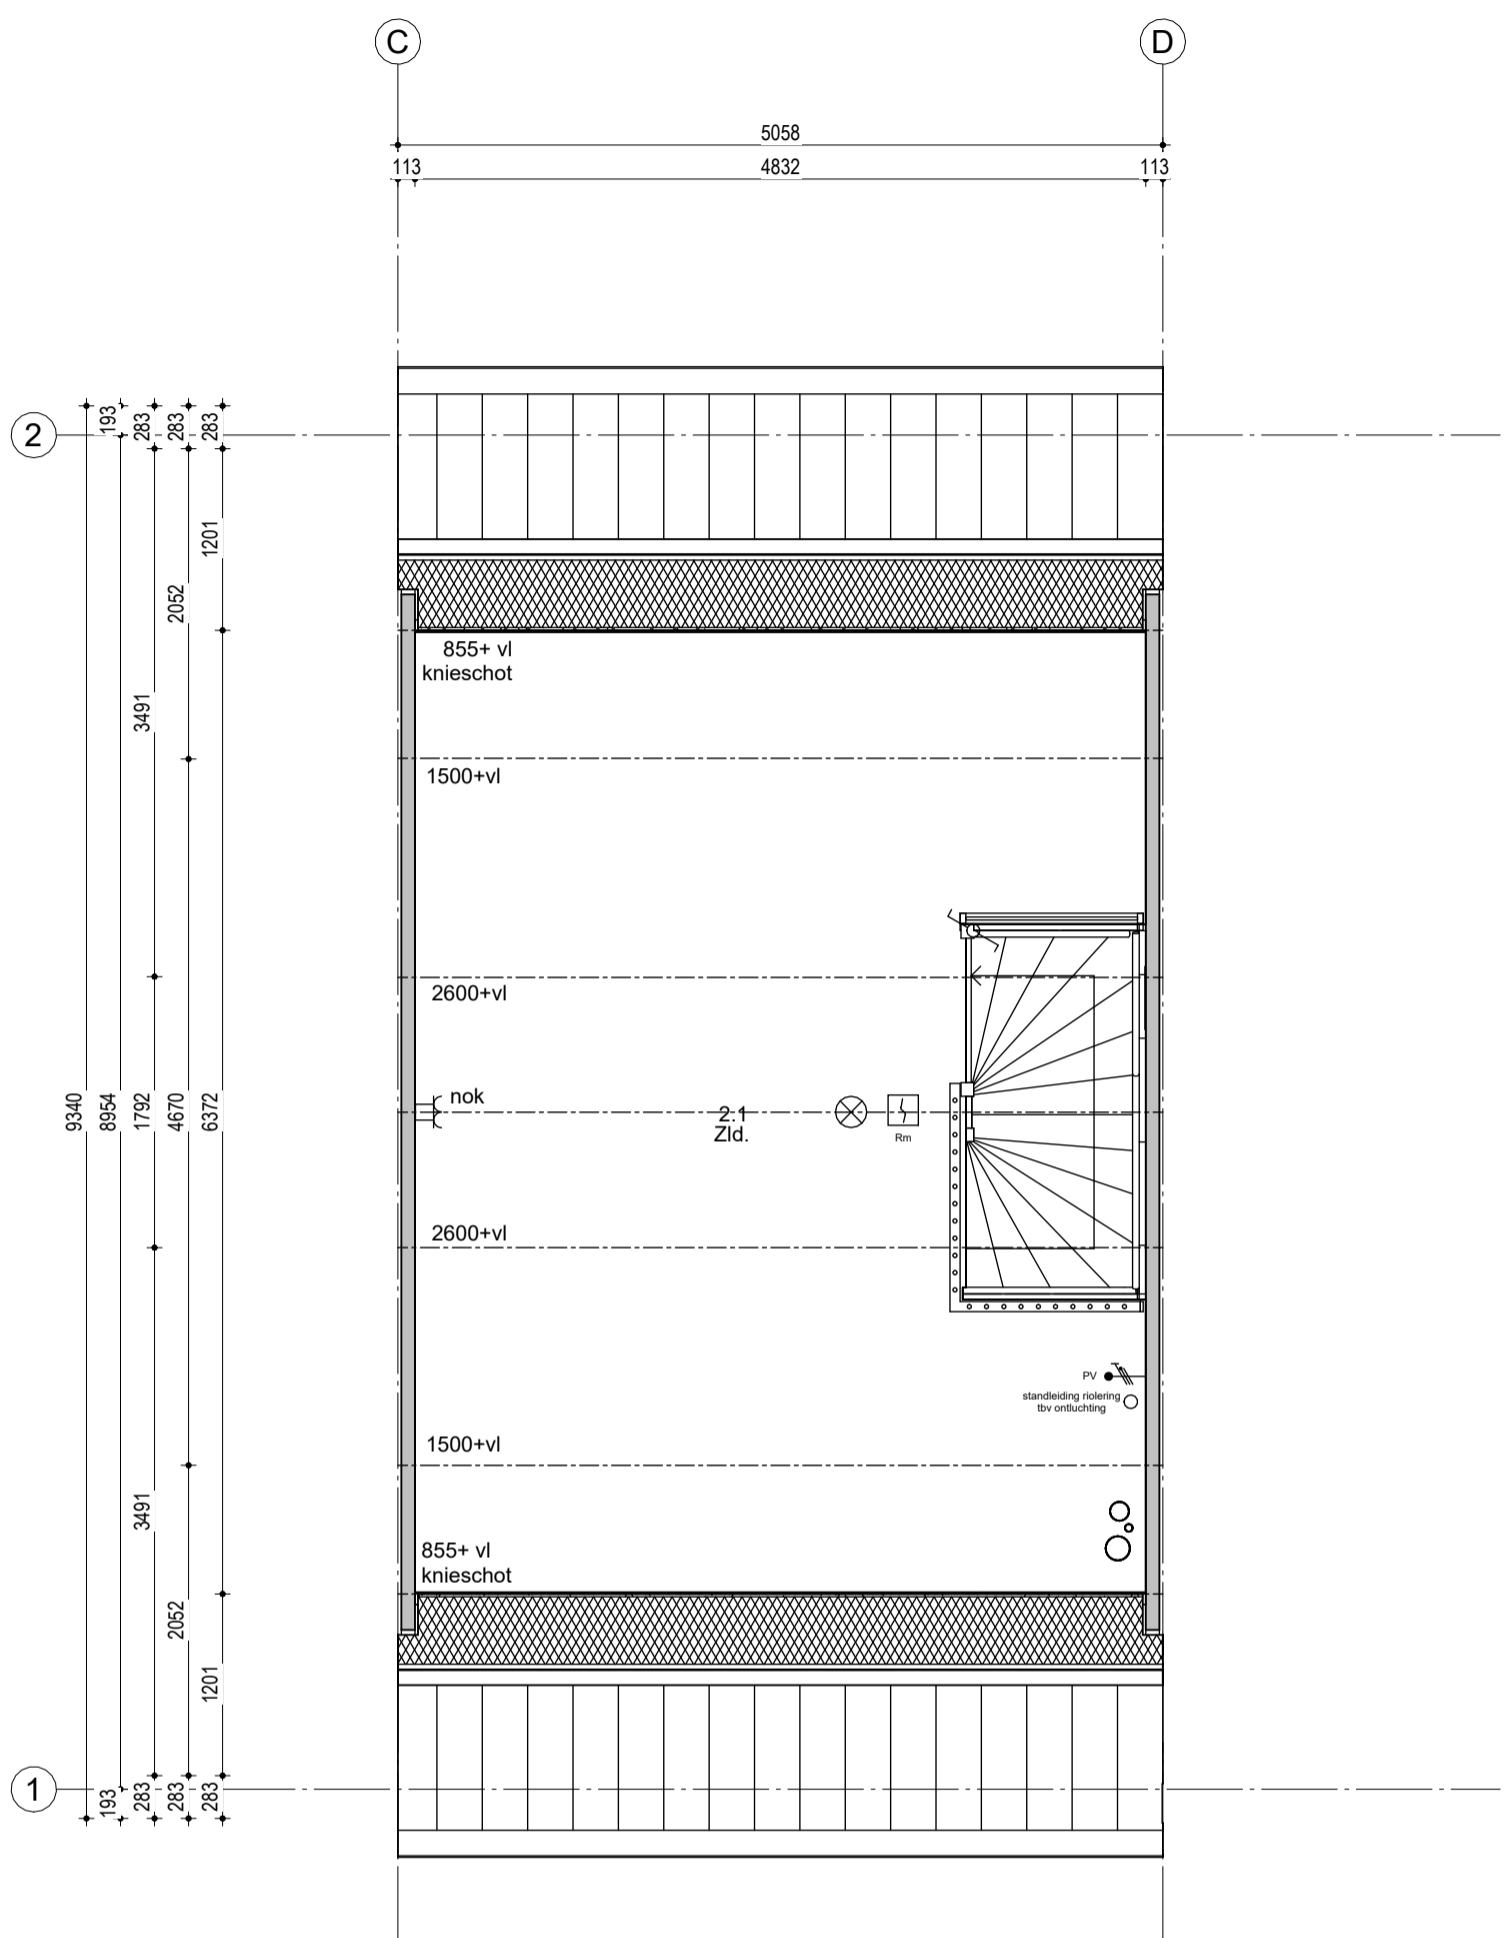 C
D
5058
113
4832
113
2
193
283
283
283
1201
2052
3491
9340
8954
1792
4670
6372
3491
2052
1201
1
193
283
283
283
855+ vl
knieschot
1500+vl
2600+vl
nok
2.1
Zld.
Rm
2600+vl
PV
standleiding riolering
tbv ontluchting
1500+vl
855+ vl
knieschot